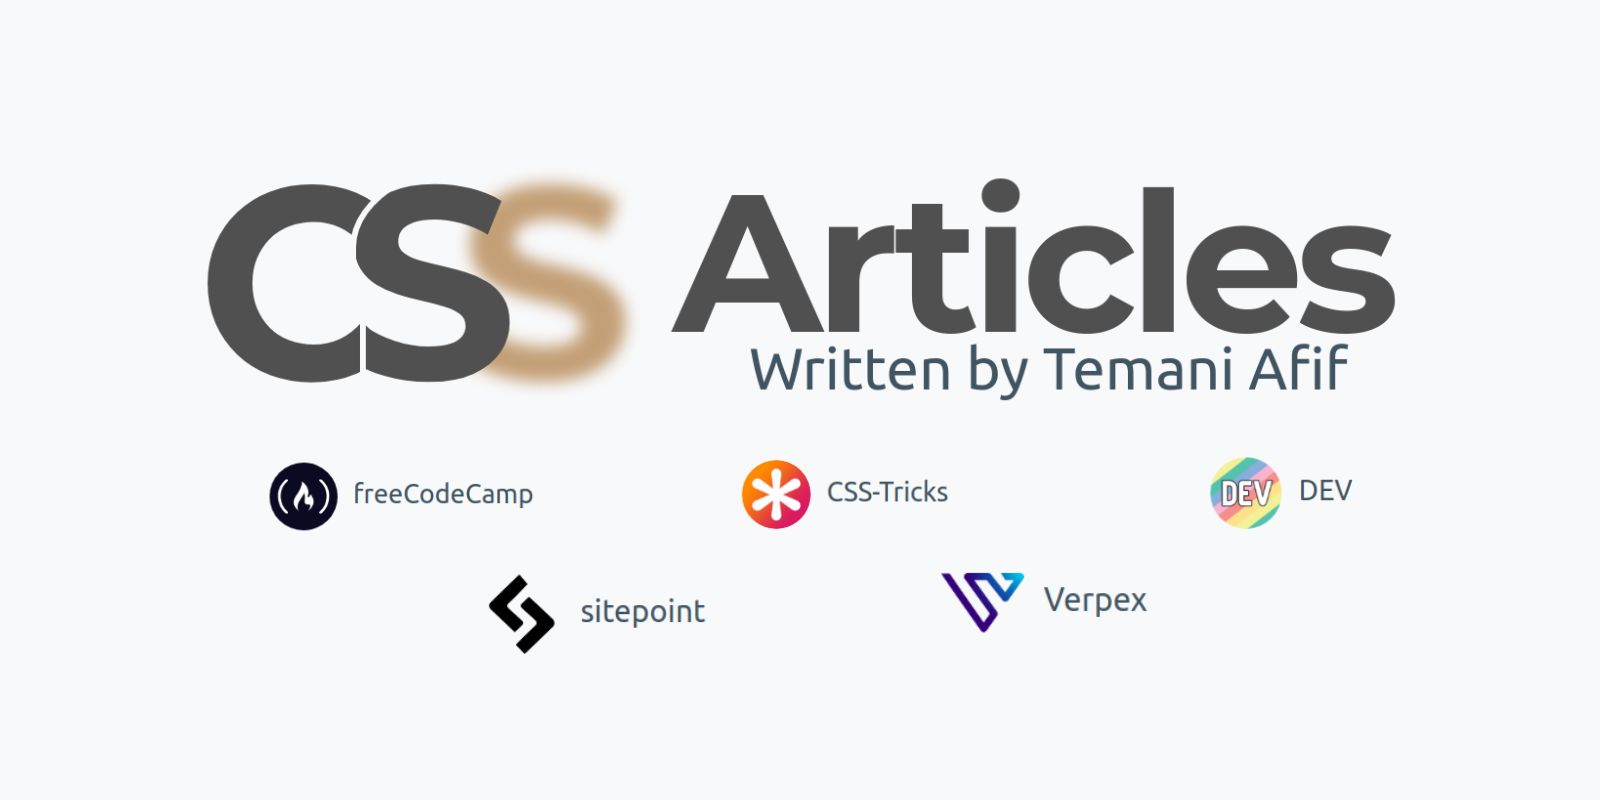 CSS Articles
Written by Temani Afif
freeCodeCamp
CSS-Tricks
DEV DEV
sitepoint
Verpex